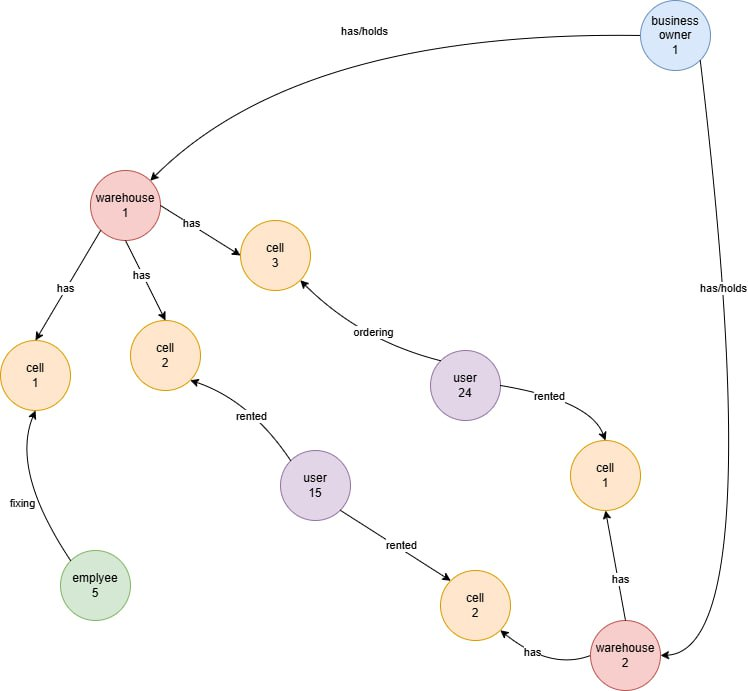 business
owner
1
has/holds
warehouse
1
has
cell
3
has
has
has/holds
ordering
cell
2
cell
1
user
24
rented
rented
cell
1
user
15
fixing
rented
emplyee
5
has
cell
2
has
warehouse
2